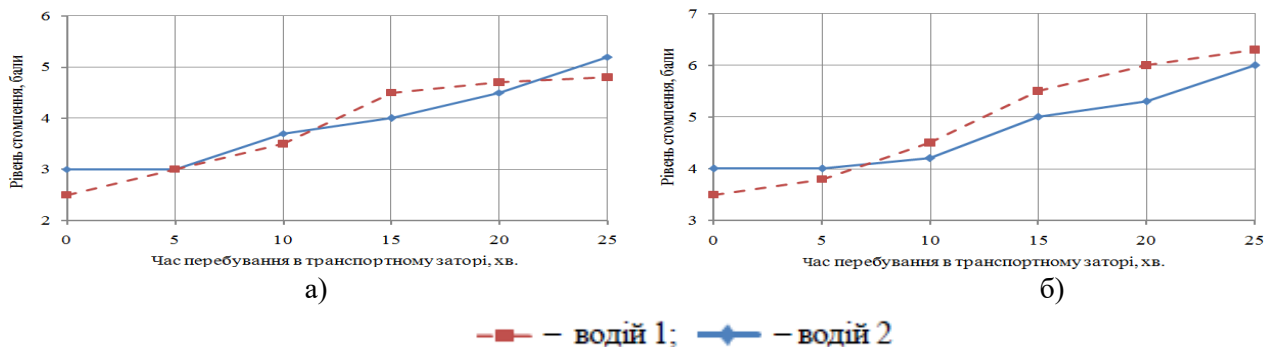 6
5
4
3
2
0 5 10 15 20 25
Рівень стомлення, бали
Час перебування в транспортному заторі, хв.
а)
7
6
5
4
3
0 5 10 15 20 25
Рівень стомлення, бали
Час перебування в транспортному заторі, хв.
б)
– водій 1; – водій 2